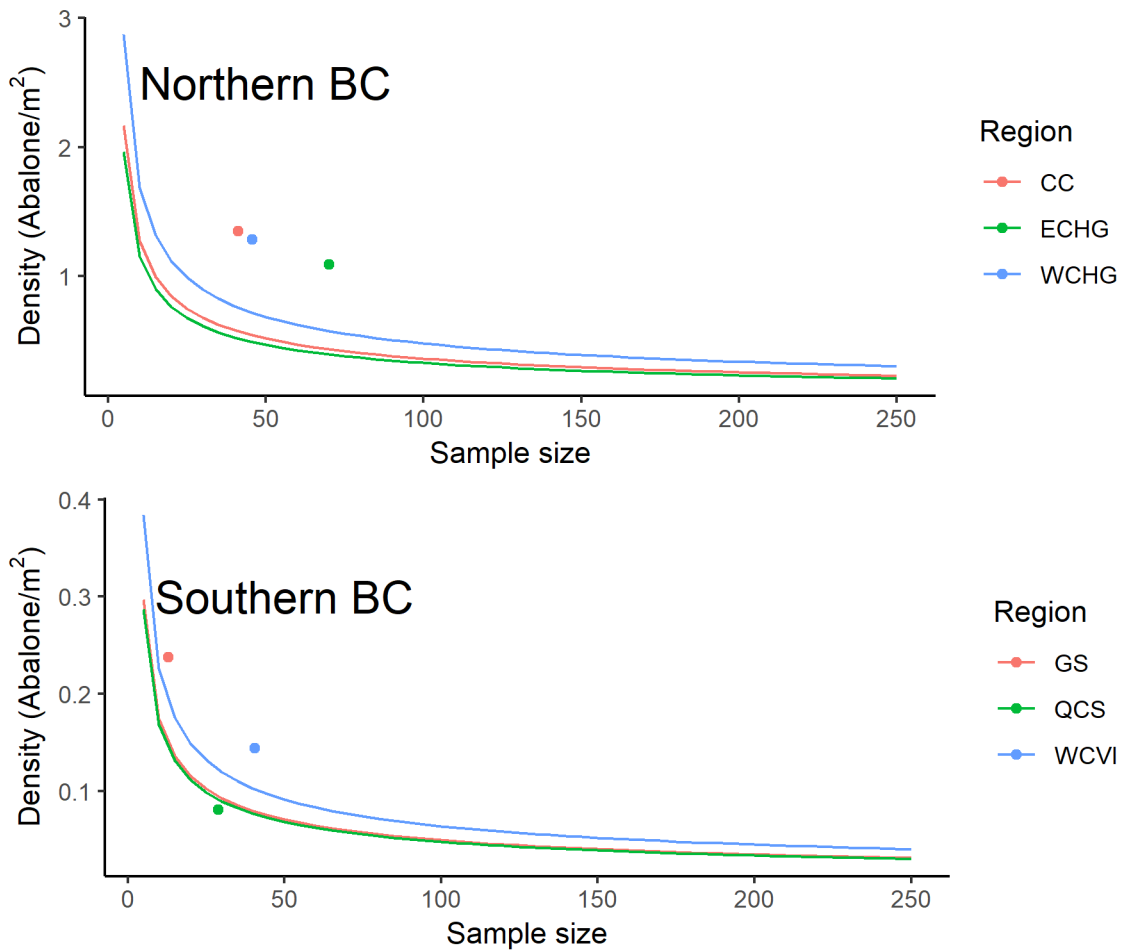 Northern BC
Density (Abalone/m²)
3
2
1
0 50 100 150 200 250
Sample size
Region
CC
ECHG
WCHG
Southern BC
Density (Abalone/m²)
0.4
0.3
0.2
0.1
0 50 100 150 200 250
Sample size
Region
GS
QCS
WCVI